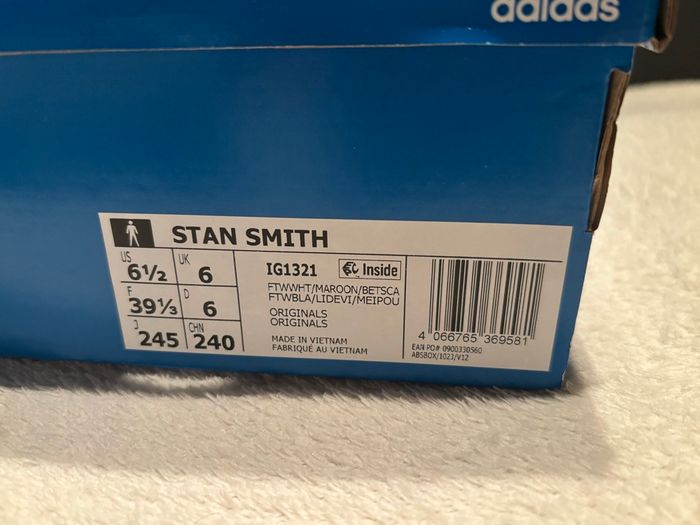 adidas
STAN SMITH
US 6½ UK 6
F 39⅓ D 6
J 245 CHN 240
IG1321 Inside
FTWWHT/MAROON/BETSCA
FTWBLA/LIDEVI/MEIPOU
ORIGINALS
ORIGINALS
MADE IN VIETNAM
FABRIQUÉ AU VIETNAM
4 066765 369581
EAN PO# 0900330560
ABSBOX/1023/V12